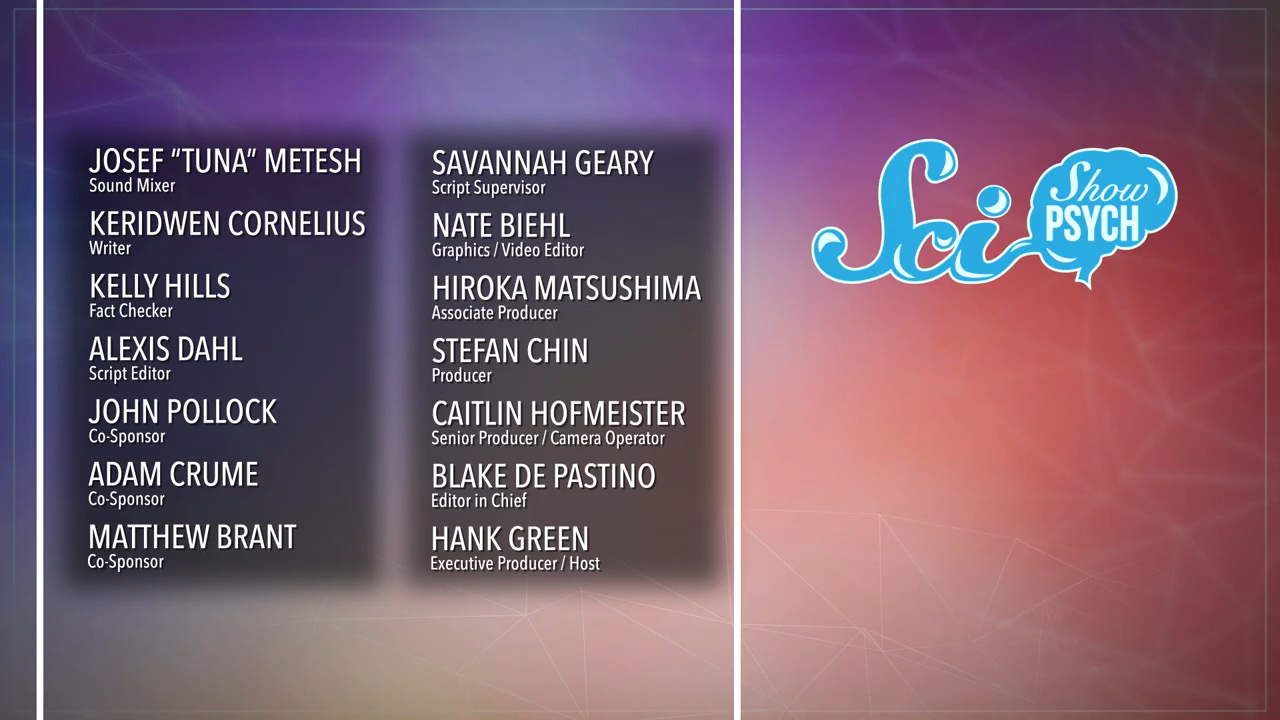 JOSEF “TUNA” METESH
Sound Mixer
KERIDWEN CORNELIUS
Writer
KELLY HILLS
Fact Checker
ALEXIS DAHL
Script Editor
JOHN POLLOCK
Co-Sponsor
ADAM CRUME
Co-Sponsor
MATTHEW BRANT
Co-Sponsor
SAVANNAH GEARY
Script Supervisor
NATE BIEHL
Graphics / Video Editor
HIROKA MATSUSHIMA
Associate Producer
STEFAN CHIN
Producer
CAITLIN HOFMEISTER
Senior Producer / Camera Operator
BLAKE DE PASTINO
Editor in Chief
HANK GREEN
Executive Producer / Host
Sci Show
PSYCH